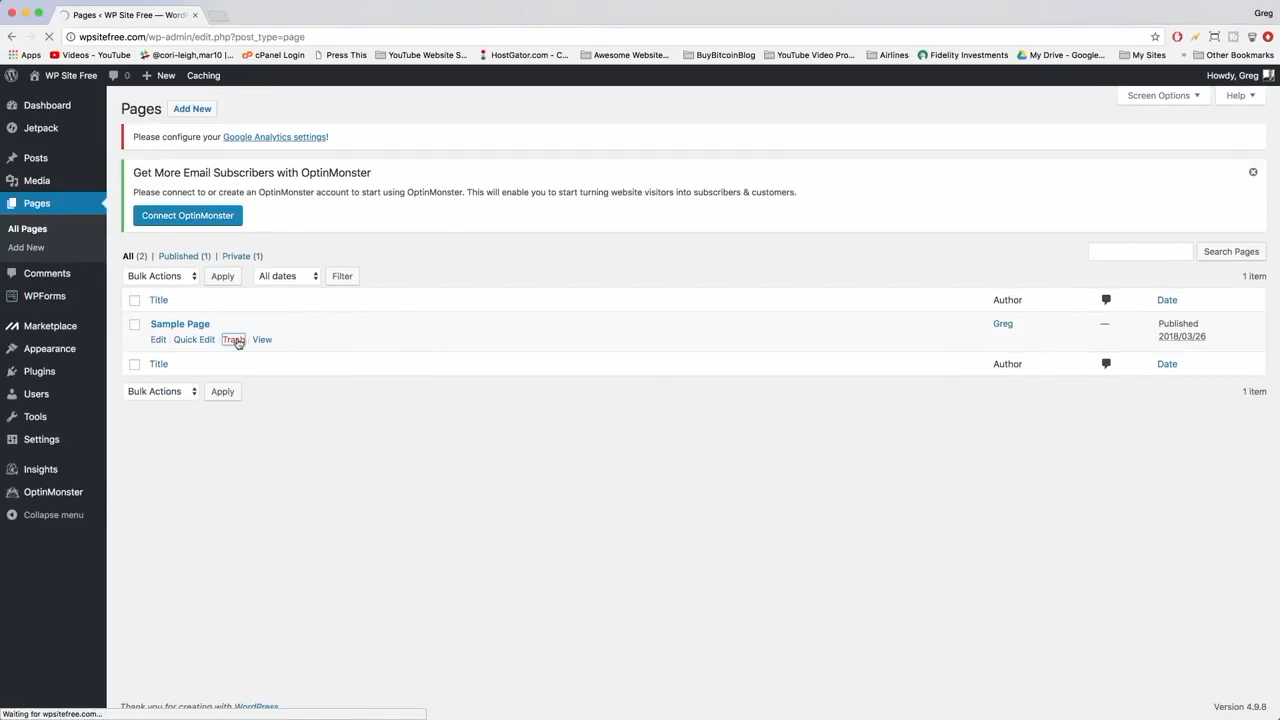 Pages ‹ WP Site Free — Word
Greg
wpsitefree.com/wp-admin/edit.php?post_type=page
Apps
Videos - YouTube
@cori-leigh,mar10 |
cPanel Login
Press This
YouTube Website S...
HostGator.com - C...
Awesome Website...
BuyBitcoinBlog
YouTube Video Pro...
Airlines
Fidelity Investments
My Drive - Google...
My Sites
Other Bookmarks
WP Site Free
0
New
Caching
Howdy, Greg
Screen Options
Help
Dashboard
Jetpack
Posts
Media
Pages
All Pages
Add New
Comments
WPForms
Marketplace
Appearance
Plugins
Users
Tools
Settings
Insights
OptinMonster
Collapse menu
Pages Add New
Please configure your Google Analytics settings!
Get More Email Subscribers with OptinMonster
Please connect to or create an OptinMonster account to start using OptinMonster. This will enable you to start turning website visitors into subscribers & customers.
Connect OptinMonster
All (2) | Published (1) | Private (1)
Search Pages
Bulk Actions Apply All dates Filter
1 item
Title Author Date
Sample Page Greg — Published
2018/03/26
Edit | Quick Edit | Trash | View
Title Author Date
Bulk Actions Apply
1 item
Thank you for creating with WordPress.
Version 4.9.8
Waiting for wpsitefree.com...